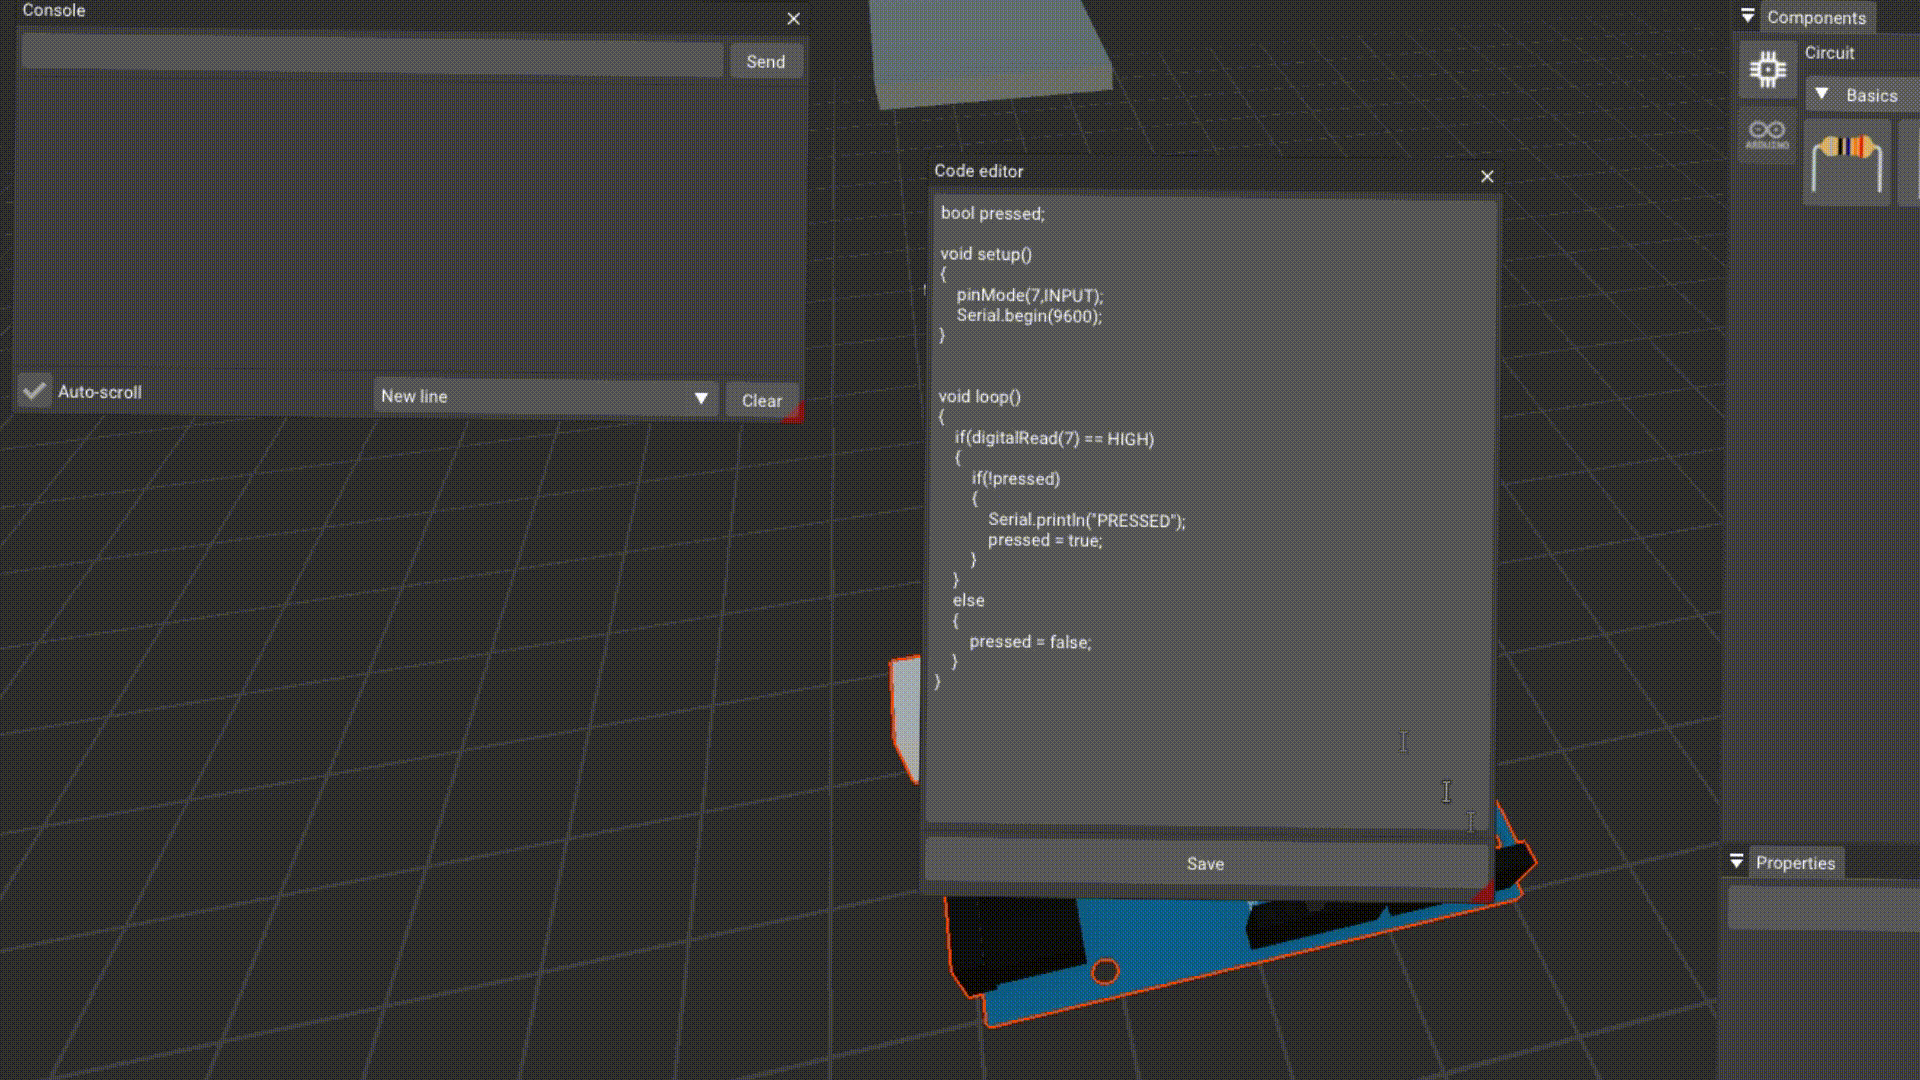 Console
Send
Auto-scroll
New line
Clear
Code editor
bool pressed;
void setup()
{
pinMode(7,INPUT);
Serial.begin(9600);
}
void loop()
{
if(digitalRead(7) == HIGH)
{
if(!pressed)
{
Serial.println("PRESSED");
pressed = true;
}
}
else
{
pressed = false;
}
}
Save
Components
Circuit
Basics
ARDUINO
Properties